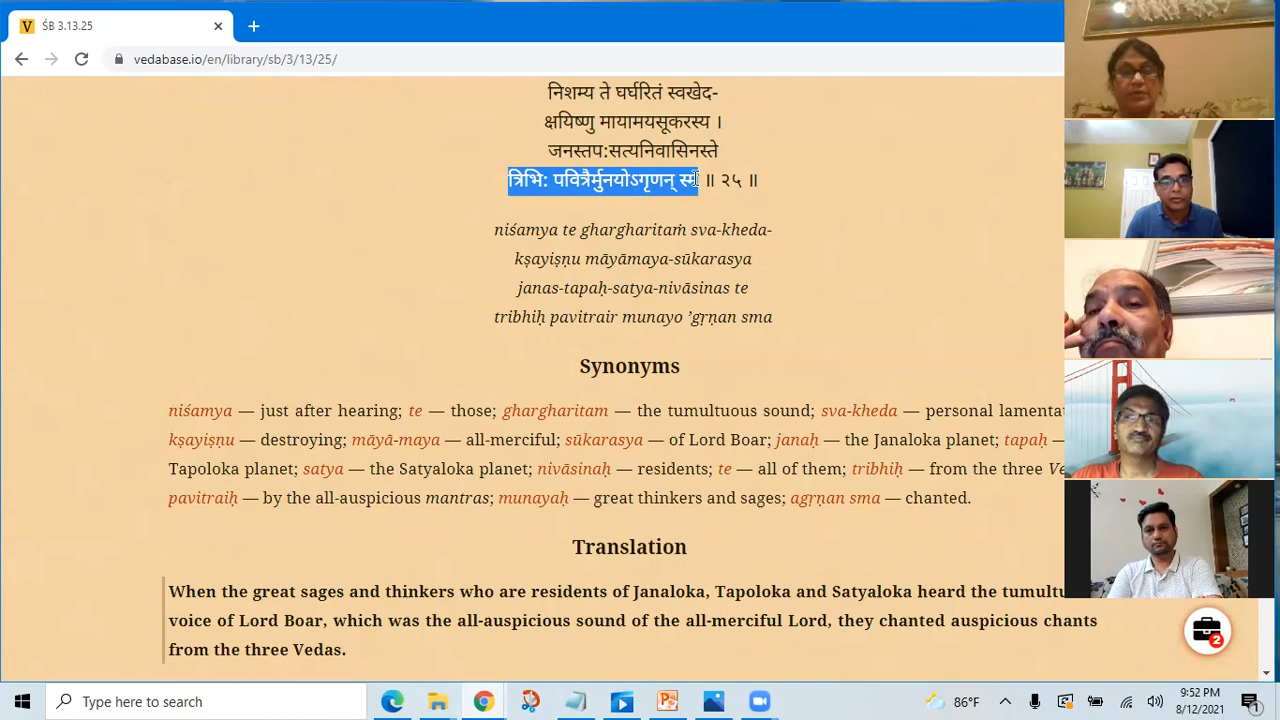 ŚB 3.13.25
vedabase.io/en/library/sb/3/13/25/
निशम्य ते घर्घरितं स्वखेद-
क्षयिष्णु मायामयसूकरस्य ।
जनस्तप:सत्यनिवासिनस्ते
त्रिभि: पवित्रैर्मुनयोऽगृणन् स्म ॥ २५ ॥
niśamya te ghargharitaṁ sva-kheda-
kṣayiṣṇu māyāmaya-sūkarasya
janas-tapaḥ-satya-nivāsinas te
tribhiḥ pavitrair munayo ’gṛṇan sma
Synonyms
niśamya — just after hearing; te — those; ghargharitam — the tumultuous sound; sva-kheda — personal lamentat
kṣayiṣṇu — destroying; māyā-maya — all-merciful; sūkarasya — of Lord Boar; janaḥ — the Janaloka planet; tapaḥ —
Tapoloka planet; satya — the Satyaloka planet; nivāsinaḥ — residents; te — all of them; tribhiḥ — from the three Ve
pavitraiḥ — by the all-auspicious mantras; munayaḥ — great thinkers and sages; agṛṇan sma — chanted.
Translation
When the great sages and thinkers who are residents of Janaloka, Tapoloka and Satyaloka heard the tumultu
voice of Lord Boar, which was the all-auspicious sound of the all-merciful Lord, they chanted auspicious chants
from the three Vedas.
2
Type here to search
86°F
9:52 PM
8/12/2021
1